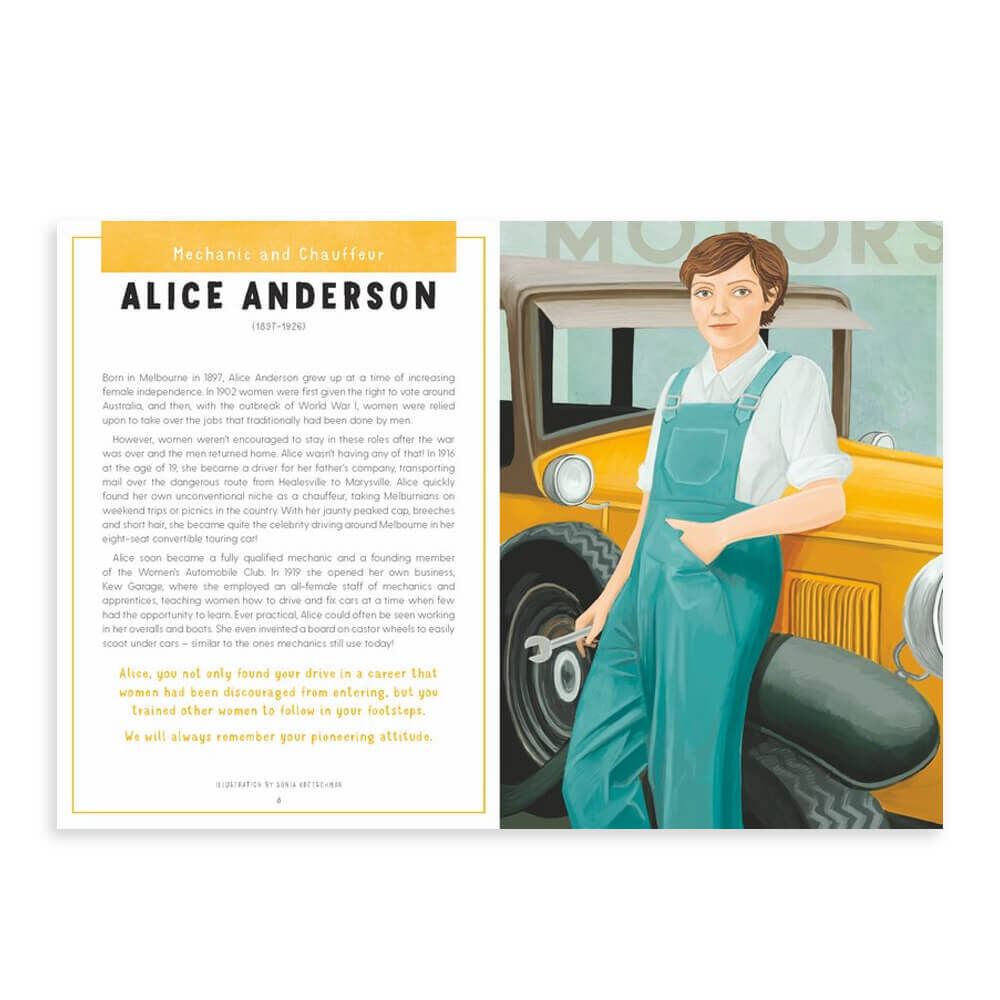 Mechanic and Chauffeur
ALICE ANDERSON
(1897–1926)
Born in Melbourne in 1897, Alice Anderson grew up at a time of increasing
female independence. In 1902 women were first given the right to vote around
Australia, and then, with the outbreak of World War I, women were relied
upon to take over the jobs that traditionally had been done by men.
However, women weren't encouraged to stay in these roles after the war
was over and the men returned home. Alice wasn't having any of that! In 1916
at the age of 19, she became a driver for her father's company, transporting
mail over the dangerous route from Healesville to Marysville. Alice quickly
found her own unconventional niche as a chauffeur, taking Melburnians on
weekend trips or picnics in the country. With her jaunty peaked cap, breeches
and short hair, she became quite the celebrity driving around Melbourne in her
eight-seat convertible touring car!
Alice soon became a fully qualified mechanic and a founding member
of the Women's Automobile Club. In 1919 she opened her own business,
Kew Garage, where she employed an all-female staff of mechanics and
apprentices, teaching women how to drive and fix cars at a time when few
had the opportunity to learn. Ever practical, Alice could often be seen working
in her overalls and boots. She even invented a board on castor wheels to easily
scoot under cars – similar to the ones mechanics still use today!
Alice, you not only found your drive in a career that
women had been discouraged from entering, but you
trained other women to follow in your footsteps.
We will always remember your pioneering attitude.
ILLUSTRATION BY SONIA KRETSCHMAR
6
MOTORS